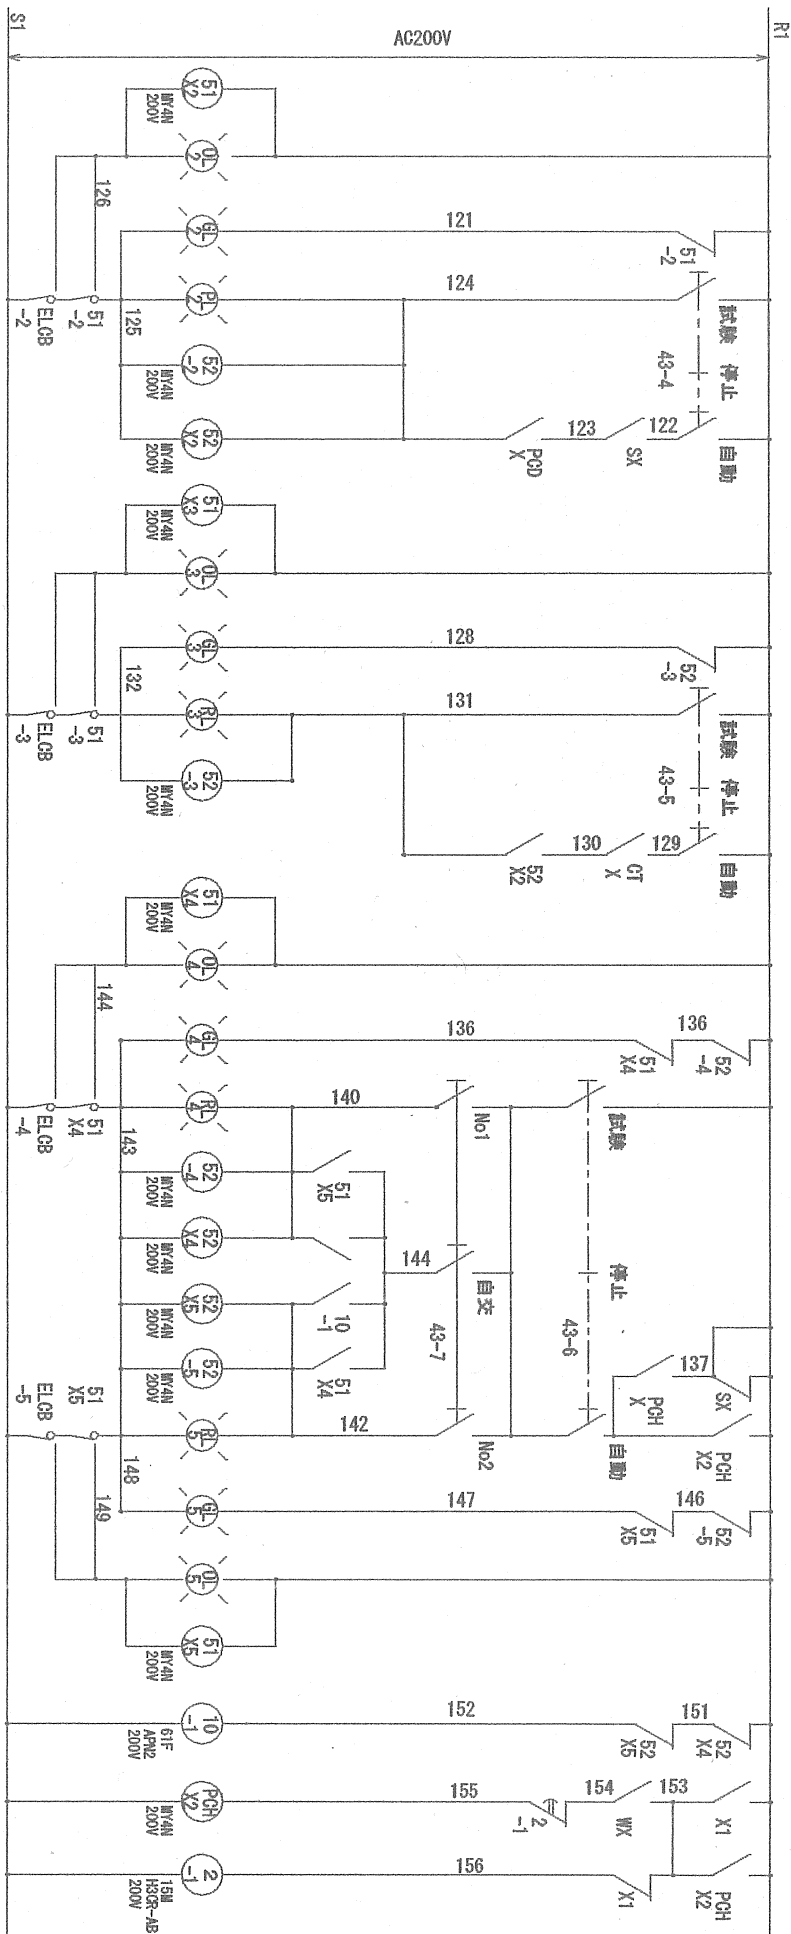 R1
S1
AC200V
51
X2
MY4N
200V
OL
2
126
GL
2
121
51
-2
PL
2
124
125
51
-2
ELCB
-2
試験
停止
自動
43-4
52
-2
MY4N
200V
52
X2
MY4N
200V
PCD
X
123
SX
122
51
X3
MY4N
200V
OL
3
GL
3
128
52
-3
132
RL
3
131
51
-3
ELCB
-3
試験
停止
自動
43-5
52
-3
MY4N
200V
52
X2
130
CT
X
129
51
X4
MY4N
200V
OL
4
144
GL
4
136
51
X4
136
52
-4
RL
4
140
No1
試験
143
51
X4
ELCB
-4
52
-4
MY4N
200V
51
X5
52
X4
MY4N
200V
144
自交
停止
43-7
43-6
52
X5
MY4N
200V
10
-1
52
-5
MY4N
200V
51
X4
137
PCH
X
SX
RL
5
142
No2
自動
PCH
X2
51
X5
ELCB
-5
148
149
GL
5
147
51
X5
146
52
-5
OL
5
51
X5
MY4N
200V
10
-1
61F
APN2
200V
152
52
X5
151
52
X4
PCH
X2
MY4N
200V
155
2
-1
154
WX
153
X1
2
-1
15M
H3CR-AB
200V
156
X1
PCH
X2